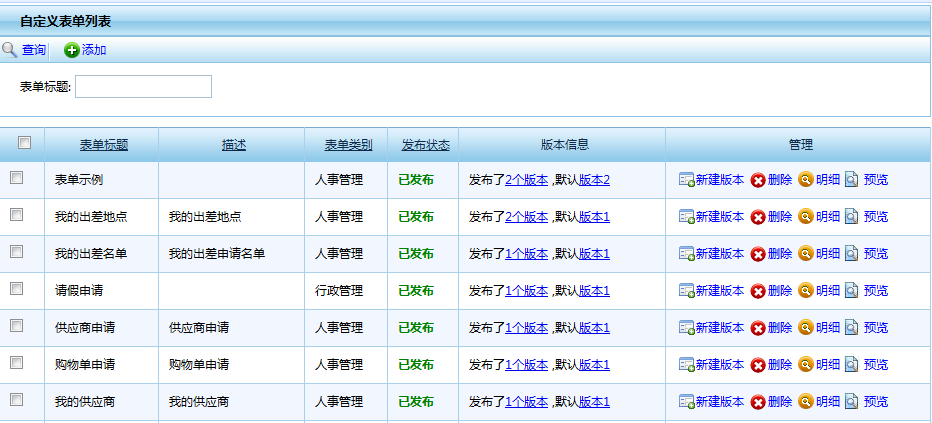 自定义表单列表
查询 添加
表单标题:
表单标题 描述 表单类别 发布状态 版本信息 管理
表单示例 人事管理 已发布 发布了2个版本 ,默认版本2 新建版本 删除 明细 预览
我的出差地点 我的出差地点 人事管理 已发布 发布了2个版本 ,默认版本1 新建版本 删除 明细 预览
我的出差名单 我的出差申请名单 人事管理 已发布 发布了1个版本 ,默认版本1 新建版本 删除 明细 预览
请假申请 行政管理 已发布 发布了1个版本 ,默认版本1 新建版本 删除 明细 预览
供应商申请 供应商申请 人事管理 已发布 发布了1个版本 ,默认版本1 新建版本 删除 明细 预览
购物单申请 购物单申请 人事管理 已发布 发布了1个版本 ,默认版本1 新建版本 删除 明细 预览
我的供应商 我的供应商 人事管理 已发布 发布了1个版本 ,默认版本1 新建版本 删除 明细 预览